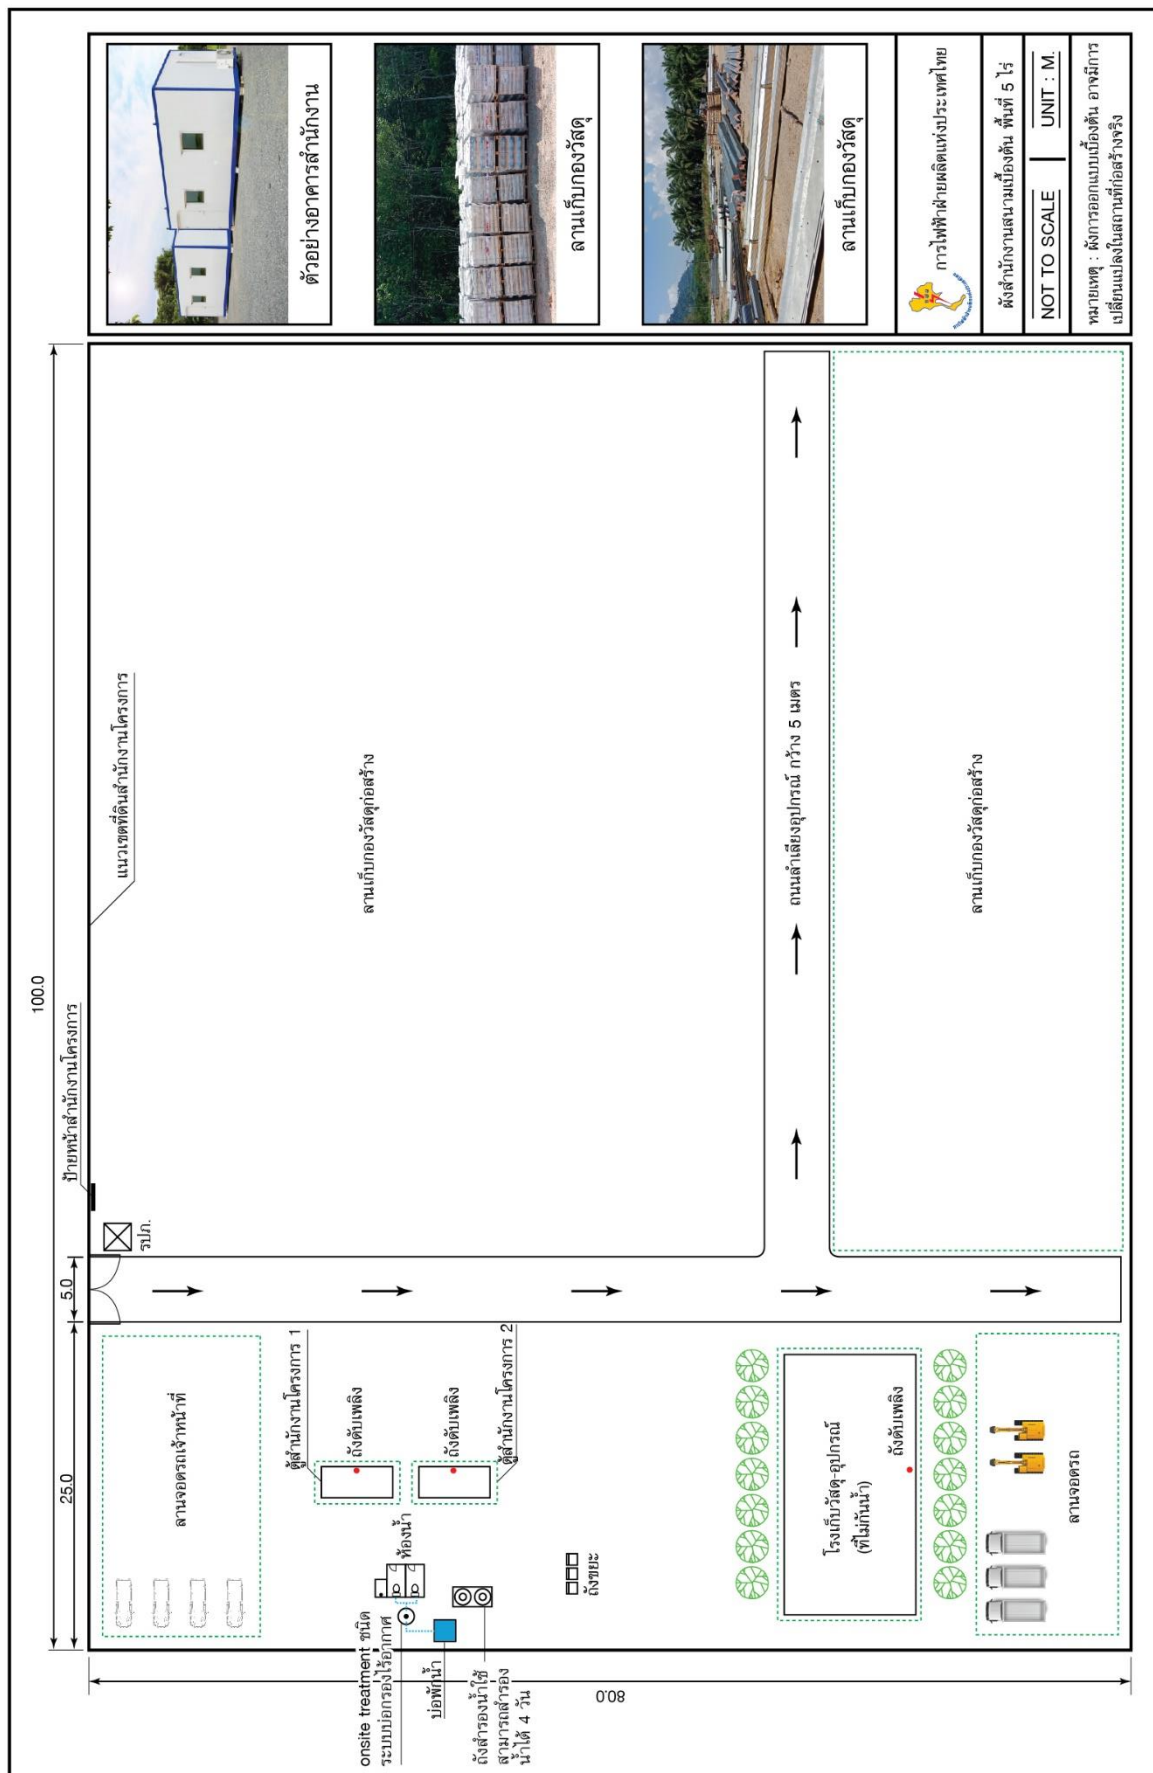 100.0
25.0
5.0
80.0
ป้ายหน้าสำนักงานโครงการ
แนวเขตที่ดินสำนักงานโครงการ
รปภ.
ลานจอดรถเจ้าหน้าที่
ตู้สำนักงานโครงการ 1
ถังดับเพลิง
ถังดับเพลิง
ตู้สำนักงานโครงการ 2
ห้องน้ำ
onsite treatment ชนิด
ระบบบ่อกรองไร้อากาศ
บ่อพักน้ำ
ถังสำรองน้ำใช้
สามารถสำรอง
น้ำได้ 4 วัน
ถังขยะ
โรงเก็บวัสดุ-อุปกรณ์
(ที่ไม่กันน้ำ)
ถังดับเพลิง
ลานจอดรถ
ลานเก็บกองวัสดุก่อสร้าง
ถนนลำเลียงอุปกรณ์ กว้าง 5 เมตร
ลานเก็บกองวัสดุก่อสร้าง
ตัวอย่างอาคารสำนักงาน
ลานเก็บกองวัสดุ
ลานเก็บกองวัสดุ
การไฟฟ้าฝ่ายผลิตแห่งประเทศไทย
ผังสำนักงานสนามเบื้องต้น พื้นที่ 5 ไร่
NOT TO SCALE
UNIT : M.
หมายเหตุ : ผังการออกแบบเบื้องต้น อาจมีการ
เปลี่ยนแปลงในสถานที่ก่อสร้างจริง